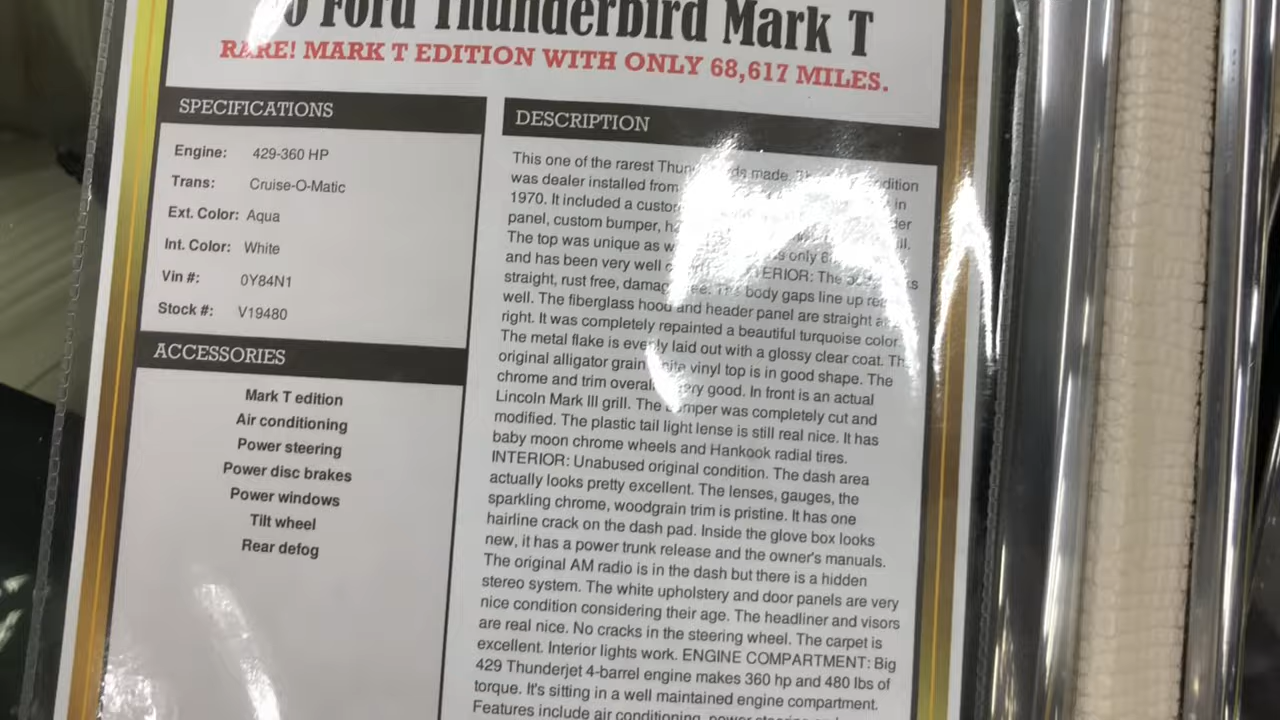 Ford Thunderbird Mark T
RARE! MARK T EDITION WITH ONLY 68,617 MILES.
SPECIFICATIONS
Engine: 429-360 HP
Trans: Cruise-O-Matic
Ext. Color: Aqua
Int. Color: White
Vin #: 0Y84N1
Stock #: V19480
ACCESSORIES
Mark T edition
Air conditioning
Power steering
Power disc brakes
Power windows
Tilt wheel
Rear defog
DESCRIPTION
This one of the rarest made.
was dealer installed from in
1970. It included a
panel, custom bumper,
The top was unique as only
and has been very well The
straight, rust free, body gaps line up
well. The fiberglass hood and header panel are straight
right. It was completely repainted a beautiful turquoise color.
The metal flake is evenly laid out with a glossy clear coat.
original alligator grain vinyl top is in good shape. The
chrome and trim overall very good. In front is an actual
Lincoln Mark III grill. The bumper was completely cut and
modified. The plastic tail light lense is still real nice. It has
baby moon chrome wheels and Hankook radial tires.
INTERIOR: Unabused original condition. The dash area
actually looks pretty excellent. The lenses, gauges, the
sparkling chrome, woodgrain trim is pristine. It has one
hairline crack on the dash pad. Inside the glove box looks
new, it has a power trunk release and the owner's manuals.
The original AM radio is in the dash but there is a hidden
stereo system. The white upholstery and door panels are very
nice condition considering their age. The headliner and visors
are real nice. No cracks in the steering wheel. The carpet is
excellent. Interior lights work. ENGINE COMPARTMENT: Big
429 Thunderjet 4-barrel engine makes 360 hp and 480 lbs of
torque. It's sitting in a well maintained engine compartment.
Features include air conditioning, power